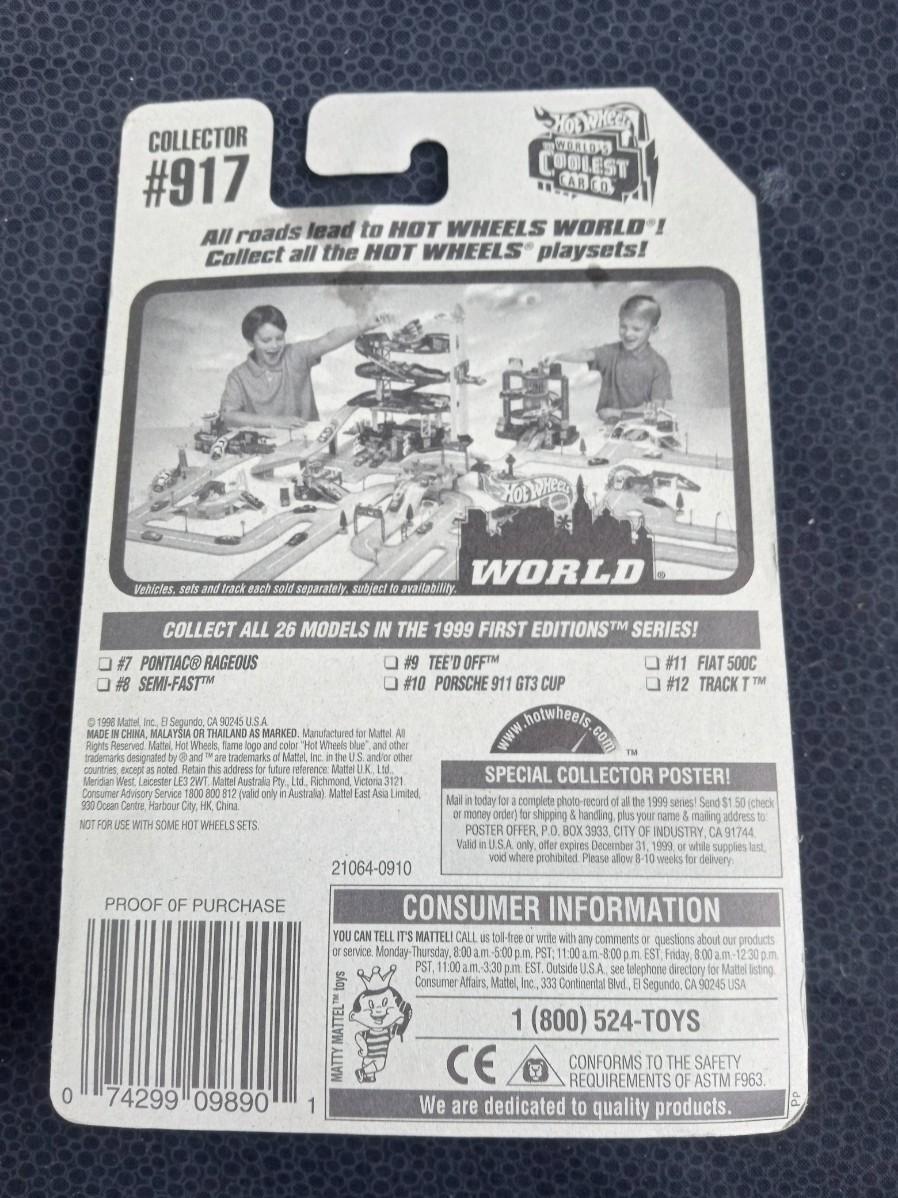 COLLECTOR
#917
HOT WHEELS
WORLD'S
COOLEST
CAR CO.
All roads lead to HOT WHEELS WORLD®!
Collect all the HOT WHEELS® playsets!
HOT WHEELS
WORLD®
Vehicles, sets and track each sold separately, subject to availability.
COLLECT ALL 26 MODELS IN THE 1999 FIRST EDITIONS™ SERIES!
#7 PONTIAC® RAGEOUS
#8 SEMI-FAST™
#9 TEE'D OFF™
#10 PORSCHE 911 GT3 CUP
#11 FIAT 500C
#12 TRACK T™
© 1998 Mattel, Inc., El Segundo, CA 90245 U.S.A.
MADE IN CHINA, MALAYSIA OR THAILAND AS MARKED. Manufactured for Mattel. All
Rights Reserved. Mattel, Hot Wheels, flame logo and color "Hot Wheels blue", and other
trademarks designated by ® and ™ are trademarks of Mattel, Inc. in the U.S. and/or other
countries, except as noted. Retain this address for future reference: Mattel U.K., Ltd.,
Meridian West, Leicester LE3 2WT. Mattel Australia Pty., Ltd., Richmond, Victoria 3121.
Consumer Advisory Service 1800 800 812 (valid only in Australia). Mattel East Asia Limited,
930 Ocean Centre, Harbour City, HK, China.
NOT FOR USE WITH SOME HOT WHEELS SETS.
www.hotwheels.com
™
SPECIAL COLLECTOR POSTER!
Mail in today for a complete photo-record of all the 1999 series! Send $1.50 (check
or money order) for shipping & handling, plus your name & mailing address to:
POSTER OFFER, P.O. BOX 3933, CITY OF INDUSTRY, CA 91744.
Valid in U.S.A. only, offer expires December 31, 1999, or while supplies last,
void where prohibited. Please allow 8-10 weeks for delivery.
21064-0910
PROOF OF PURCHASE
0 74299 09890 1
CONSUMER INFORMATION
YOU CAN TELL IT'S MATTEL! CALL us toll-free or write with any comments or questions about our products
or service. Monday-Thursday, 8:00 a.m.-5:00 p.m. PST; 11:00 a.m.-8:00 p.m. EST; Friday, 8:00 a.m.-12:30 p.m.
PST, 11:00 a.m.-3:30 p.m. EST. Outside U.S.A., see telephone directory for Mattel listing.
Consumer Affairs, Mattel, Inc., 333 Continental Blvd., El Segundo, CA 90245 USA
MATTY MATTEL™ toys
1 (800) 524-TOYS
CE
CONFORMS TO THE SAFETY
REQUIREMENTS OF ASTM F963.
We are dedicated to quality products.
PP